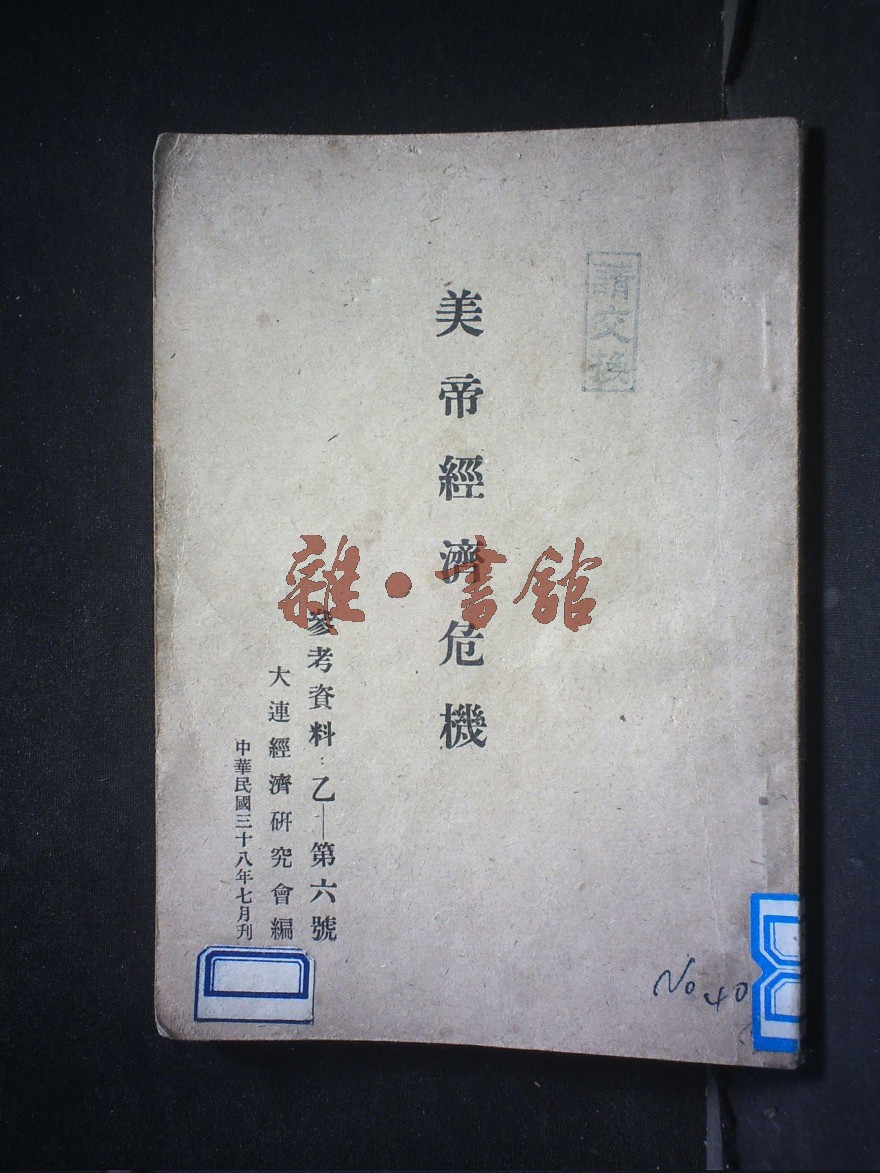 請交換
美帝經濟危機
參考資料：乙—第六號
大連經濟研究會編
中華民國三十八年七月刊
雜·書館
No 40